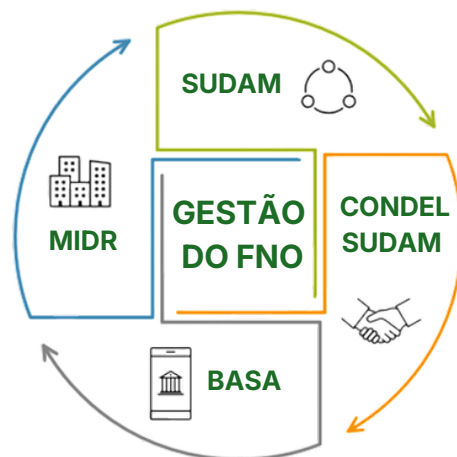 SUDAM
GESTÃO
DO FNO
CONDEL
SUDAM
MIDR
BASA